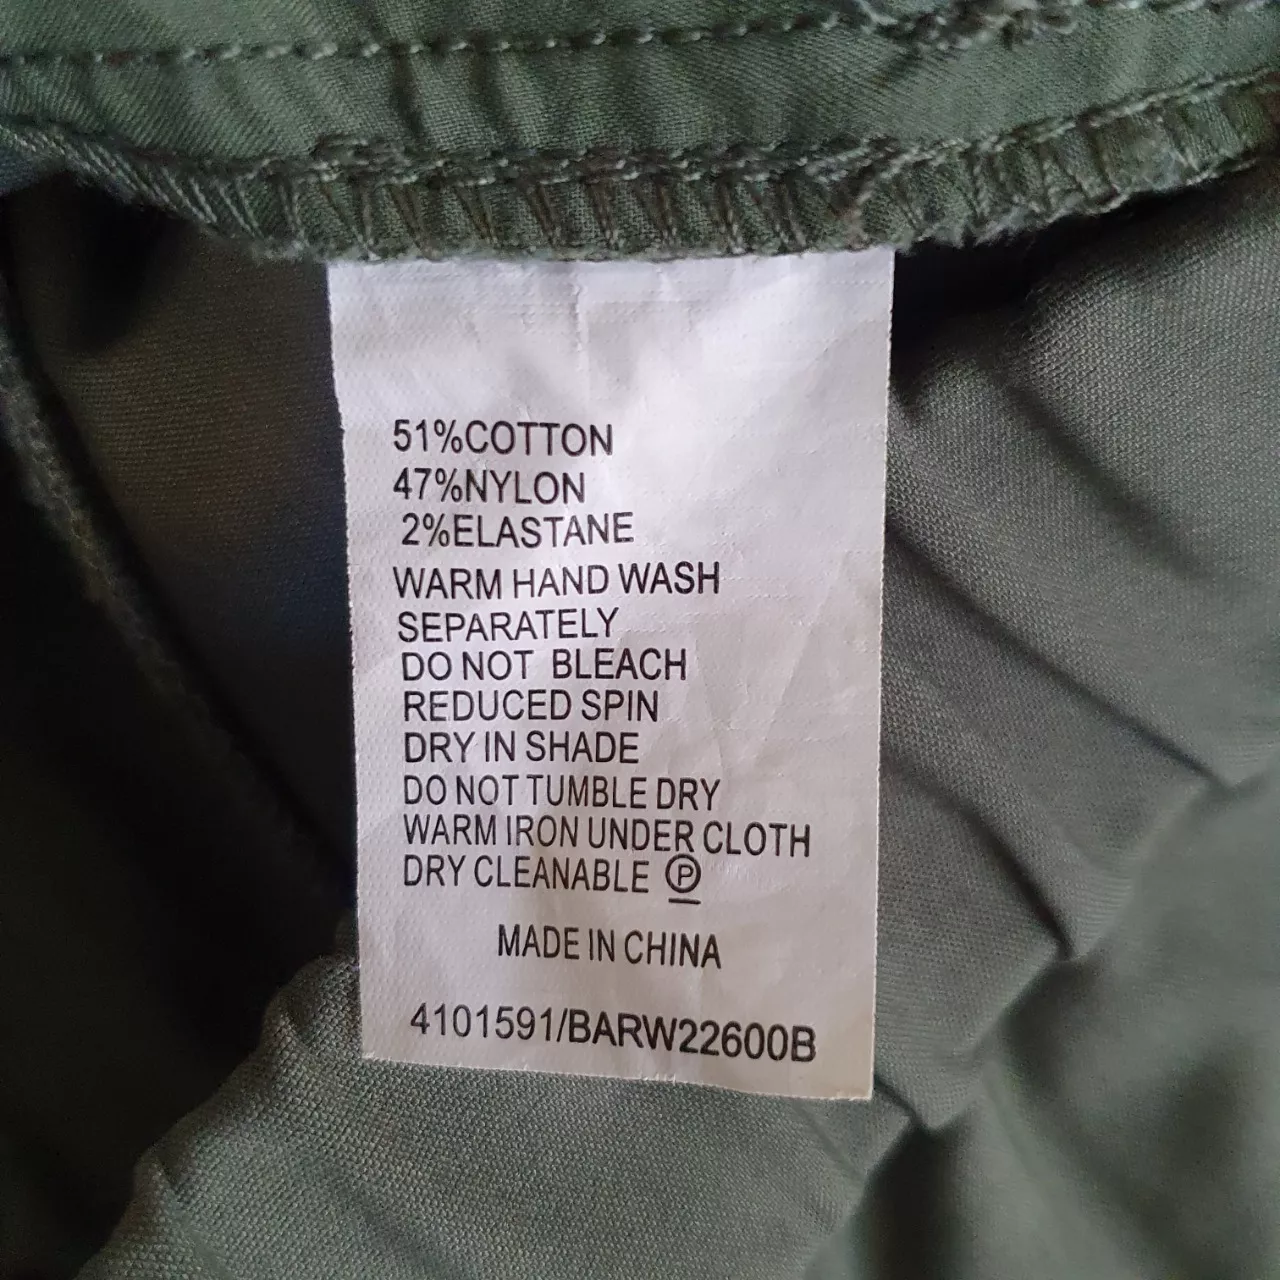 51%COTTON
47%NYLON
2%ELASTANE
WARM HAND WASH
SEPARATELY
DO NOT BLEACH
REDUCED SPIN
DRY IN SHADE
DO NOT TUMBLE DRY
WARM IRON UNDER CLOTH
DRY CLEANABLE Ⓟ
MADE IN CHINA
4101591/BARW22600B